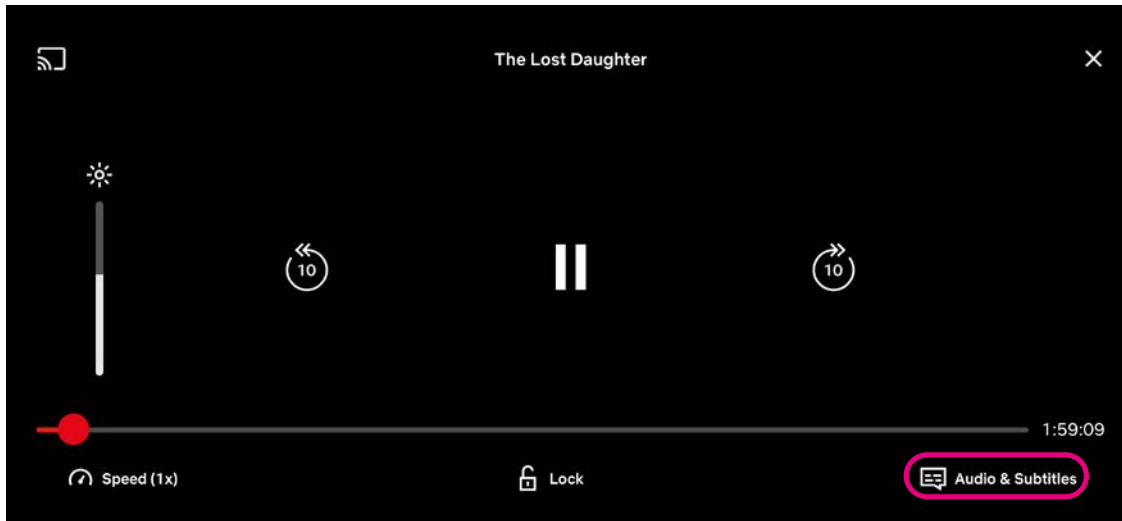 The Lost Daughter
10
10
1:59:09
Speed (1x)
Lock
Audio & Subtitles